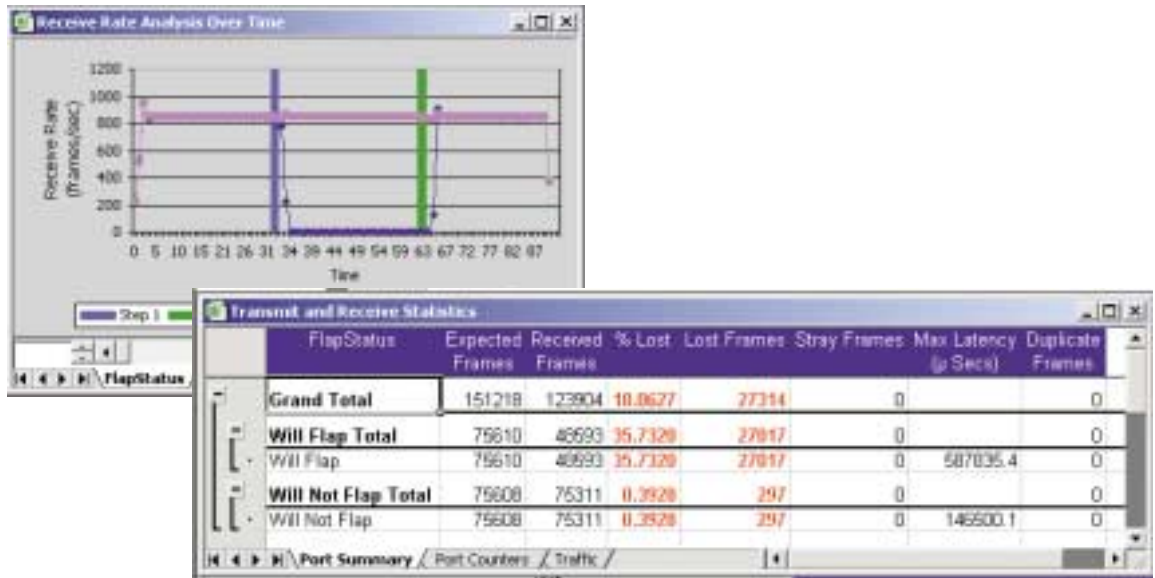 Receive Rate Analysis Over Time
1200
1000
800
600
400
200
0
Receive Rate
(frames/sec)
0 5 10 15 21 26 31 34 39 44 49 54 59 63 67 72 77 82 87
Time
Step 1
FlapStatus
Transmit and Receive Statistics
FlapStatus Expected Frames Received Frames % Lost Lost Frames Stray Frames Max Latency (µ Secs) Duplicate Frames
Grand Total 151218 123904 18.0627 27314 0 0
Will Flap Total 75610 48593 35.7320 27017 0 0
Will Flap 75610 48593 35.7320 27017 0 587835.4 0
Will Not Flap Total 75608 75311 0.3928 297 0 0
Will Not Flap 75608 75311 0.3928 297 0 146500.1 0
Port Summary / Port Counters / Traffic /